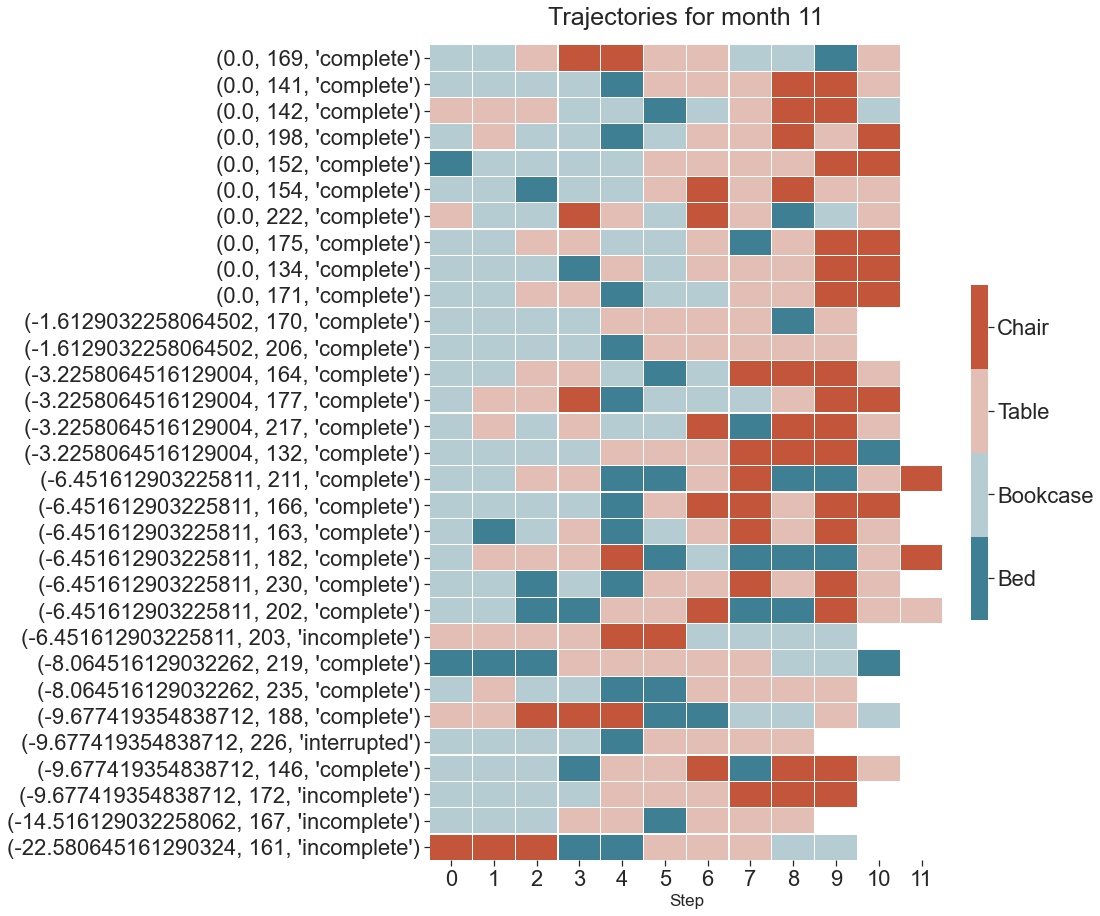 Trajectories for month 11
(0.0, 169, 'complete')
(0.0, 141, 'complete')
(0.0, 142, 'complete')
(0.0, 198, 'complete')
(0.0, 152, 'complete')
(0.0, 154, 'complete')
(0.0, 222, 'complete')
(0.0, 175, 'complete')
(0.0, 134, 'complete')
(0.0, 171, 'complete')
(-1.6129032258064502, 170, 'complete')
(-1.6129032258064502, 206, 'complete')
(-3.2258064516129004, 164, 'complete')
(-3.2258064516129004, 177, 'complete')
(-3.2258064516129004, 217, 'complete')
(-3.2258064516129004, 132, 'complete')
(-6.451612903225811, 211, 'complete')
(-6.451612903225811, 166, 'complete')
(-6.451612903225811, 163, 'complete')
(-6.451612903225811, 182, 'complete')
(-6.451612903225811, 230, 'complete')
(-6.451612903225811, 202, 'complete')
(-6.451612903225811, 203, 'incomplete')
(-8.064516129032262, 219, 'complete')
(-8.064516129032262, 235, 'complete')
(-9.677419354838712, 188, 'complete')
(-9.677419354838712, 226, 'interrupted')
(-9.677419354838712, 146, 'complete')
(-9.677419354838712, 172, 'incomplete')
(-14.516129032258062, 167, 'incomplete')
(-22.580645161290324, 161, 'incomplete')
0 1 2 3 4 5 6 7 8 9 10 11
Step
Chair
Table
Bookcase
Bed